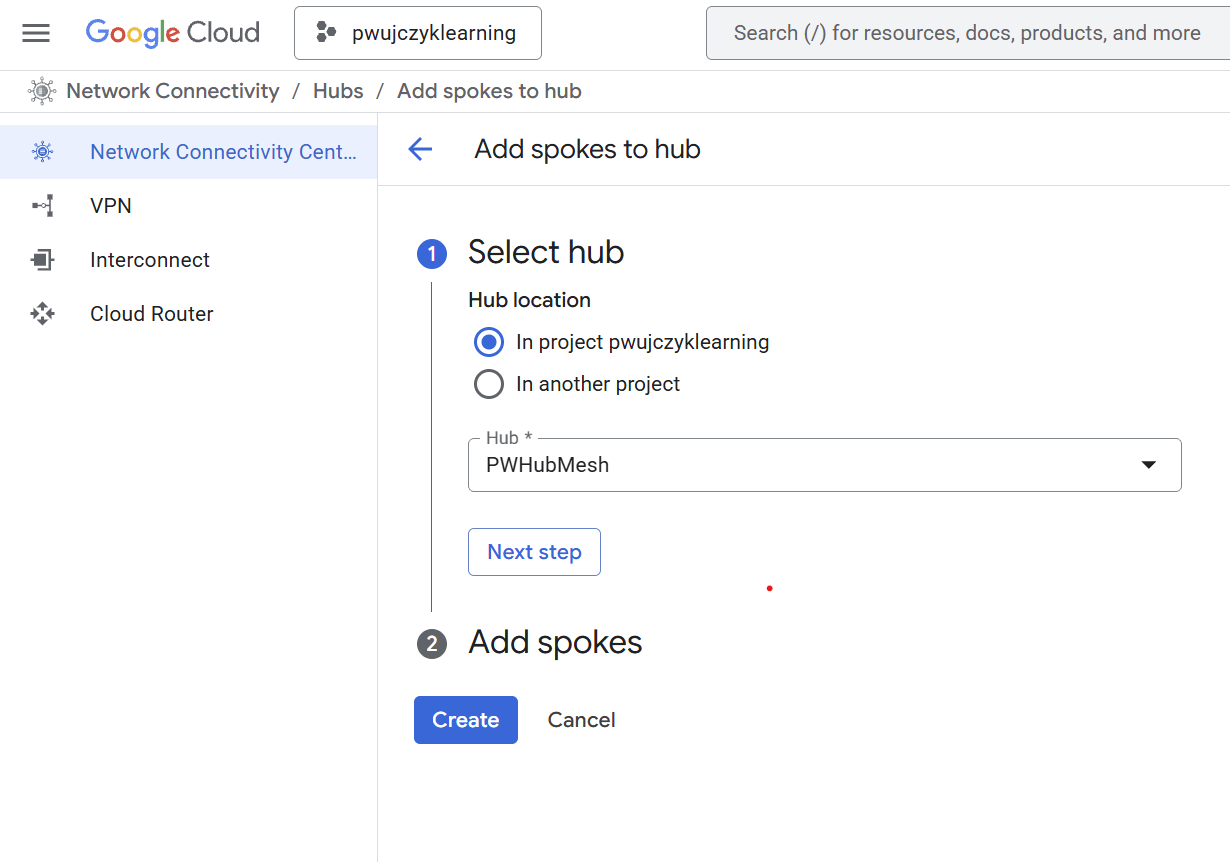 Google Cloud
pwujczyklearning
Search (/) for resources, docs, products, and more
Network Connectivity / Hubs / Add spokes to hub
Network Connectivity Cent...
VPN
Interconnect
Cloud Router
Add spokes to hub
1 Select hub
Hub location
In project pwujczyklearning
In another project
Hub *
PWHubMesh
Next step
2 Add spokes
Create Cancel